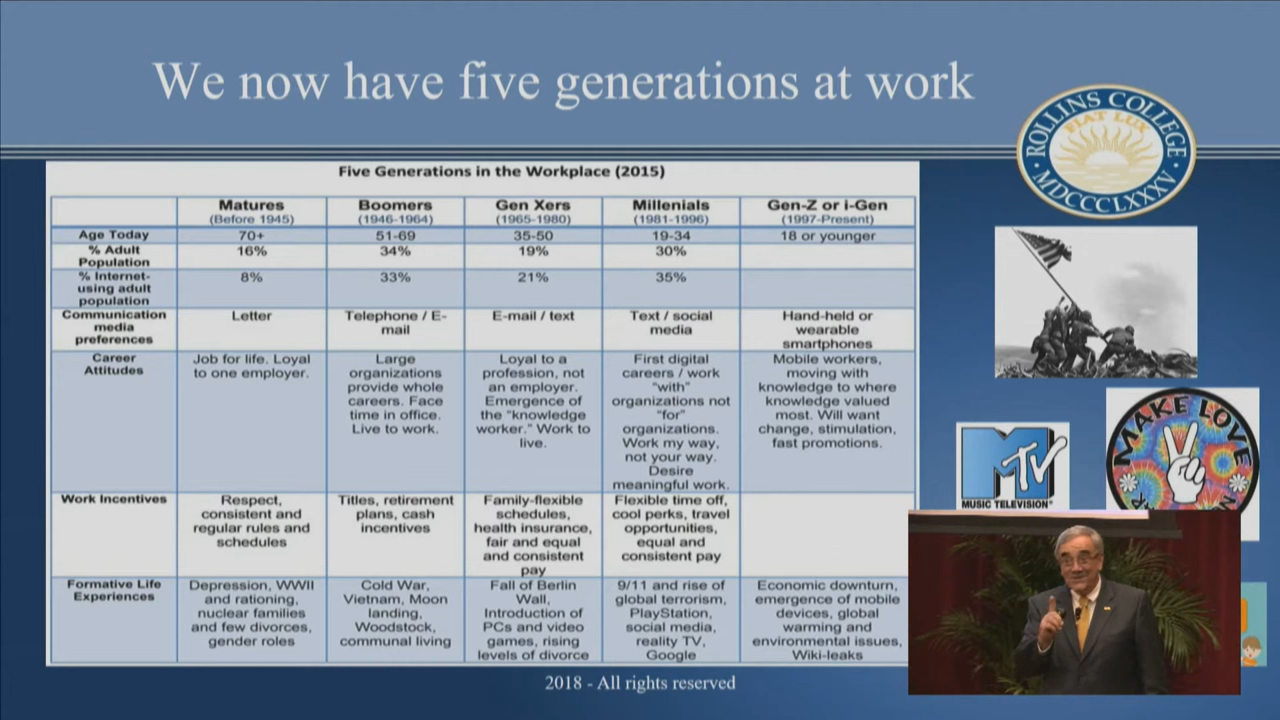 We now have five generations at work
ROLLINS COLLEGE
FIAT LUX
MDCCCLXXXV
Five Generations in the Workplace (2015)
Matures Boomers Gen Xers Millenials Gen-Z or i-Gen
(Before 1945) (1946-1964) (1965-1980) (1981-1996) (1997-Present)
Age Today 70+ 51-69 35-50 19-34 18 or younger
% Adult 16% 34% 19% 30%
Population
% Internet- 8% 33% 21% 35%
using adult
population
Communication Letter Telephone / E- E-mail / text Text / social Hand-held or
media mail media wearable
preferences smartphones
Career Job for life. Loyal Large Loyal to a First digital Mobile workers,
Attitudes to one employer. organizations profession, not careers / work moving with
provide whole an employer. "with" knowledge to where
careers. Face Emergence of organizations not knowledge valued
time in office. the "knowledge "for" most. Will want
Live to work. worker." Work to organizations. change, stimulation,
live. Work my way, fast promotions.
not your way.
Desire
meaningful work.
Work Incentives Respect, Titles, retirement Family-flexible Flexible time off,
consistent and plans, cash schedules, cool perks, travel
regular rules and incentives health insurance, opportunities,
schedules fair and equal equal and
and consistent consistent pay
pay
Formative Life Depression, WWII Cold War, Fall of Berlin 9/11 and rise of Economic downturn,
Experiences and rationing, Vietnam, Moon Wall, global terrorism, emergence of mobile
nuclear families landing, Introduction of PlayStation, devices, global
and few divorces, Woodstock, PCs and video social media, warming and
gender roles communal living games, rising reality TV, environmental issues,
levels of divorce Google Wiki-leaks
MTV
MUSIC TELEVISION®
MAKE LOVE
2018 - All rights reserved